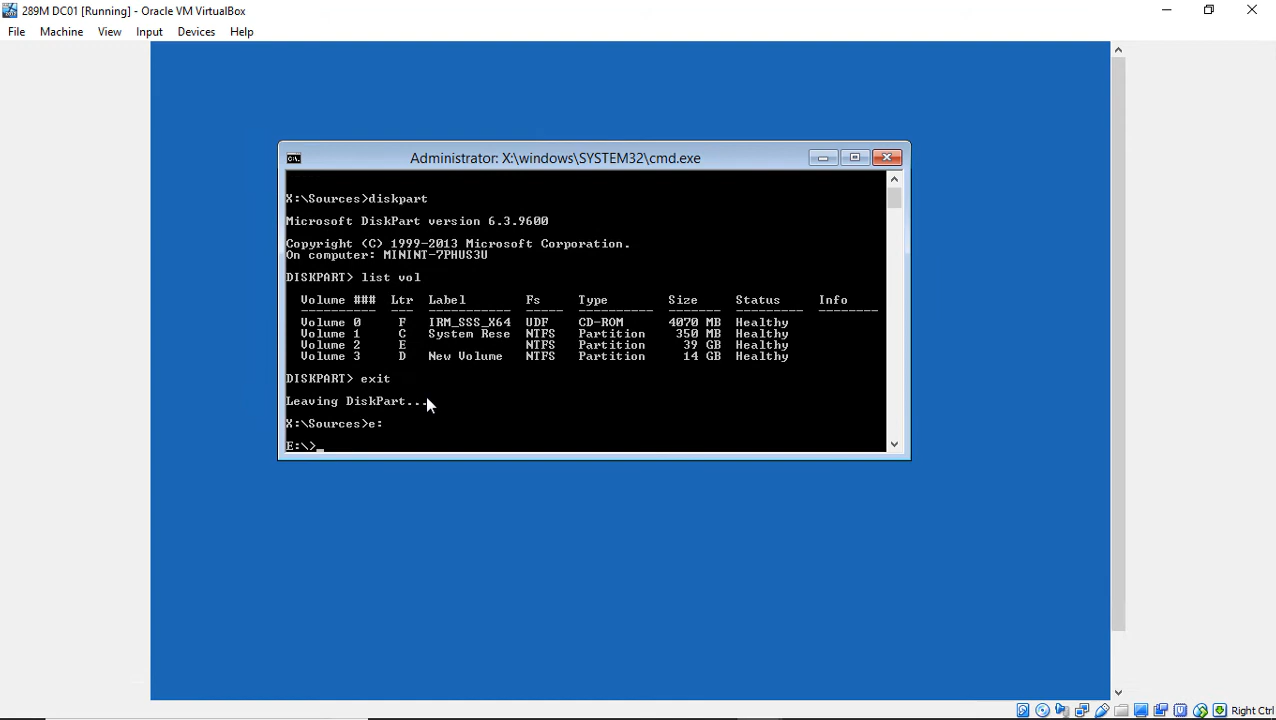 289M DC01 [Running] - Oracle VM VirtualBox
File Machine View Input Devices Help
Administrator: X:\windows\SYSTEM32\cmd.exe
X:\Sources>diskpart
Microsoft DiskPart version 6.3.9600
Copyright (C) 1999-2013 Microsoft Corporation.
On computer: MININT-7PHUS3U
DISKPART> list vol
Volume ### Ltr Label Fs Type Size Status Info
---------- --- ----------- ----- ---------- ------- --------- --------
Volume 0 F IRM_SSS_X64 UDF CD-ROM 4070 MB Healthy
Volume 1 C System Rese NTFS Partition 350 MB Healthy
Volume 2 E NTFS Partition 39 GB Healthy
Volume 3 D New Volume NTFS Partition 14 GB Healthy
DISKPART> exit
Leaving DiskPart...
X:\Sources>e:
E:\>_
Right Ctrl